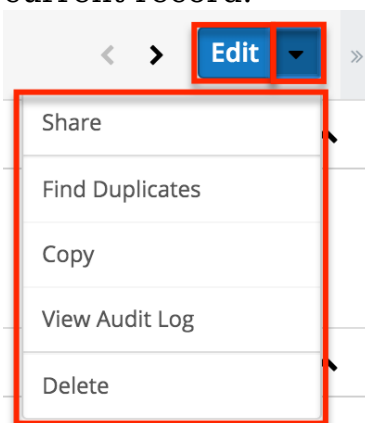 current record.
Edit
Share
Find Duplicates
Copy
View Audit Log
Delete